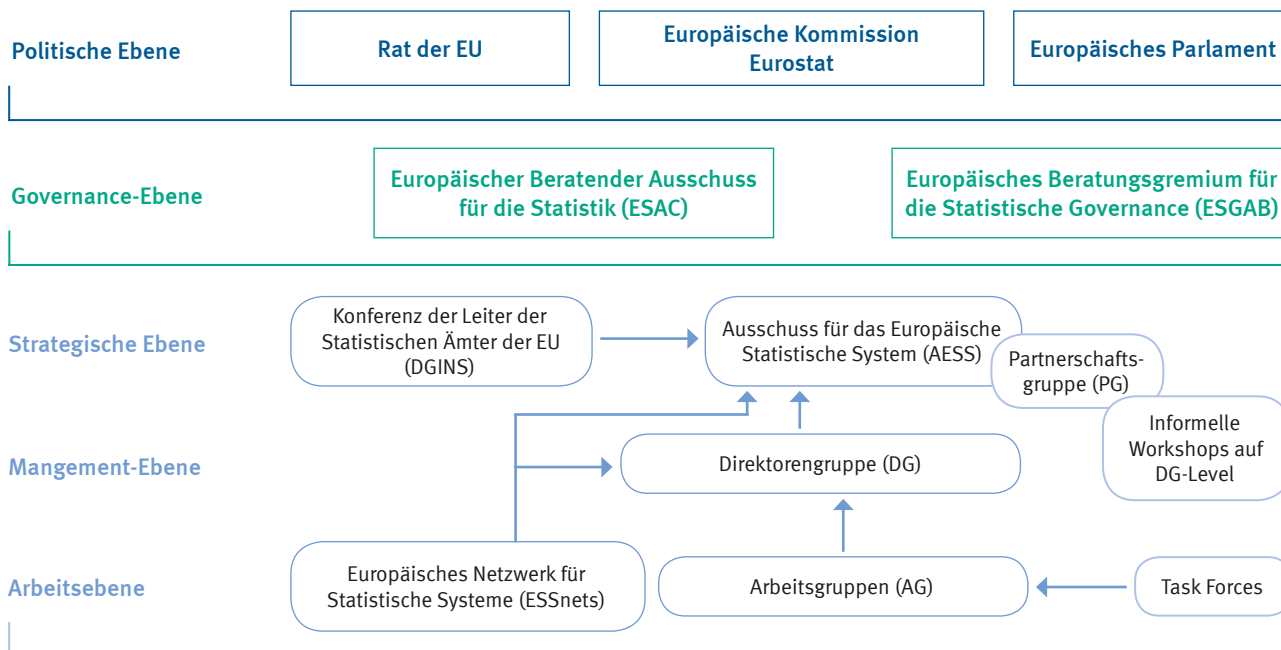 Politische Ebene
Rat der EU
Europäische Kommission
Eurostat
Europäisches Parlament
Governance-Ebene
Europäischer Beratender Ausschuss
für die Statistik (ESAC)
Europäisches Beratungsgremium für
die Statistische Governance (ESGAB)
Strategische Ebene
Konferenz der Leiter der
Statistischen Ämter der EU
(DGINS)
Ausschuss für das Europäische
Statistische System (AESS)
Partnerschafts-
gruppe (PG)
Informelle
Workshops auf
DG-Level
Mangement-Ebene
Direktorengruppe (DG)
Arbeitsebene
Europäisches Netzwerk für
Statistische Systeme (ESSnets)
Arbeitsgruppen (AG)
Task Forces